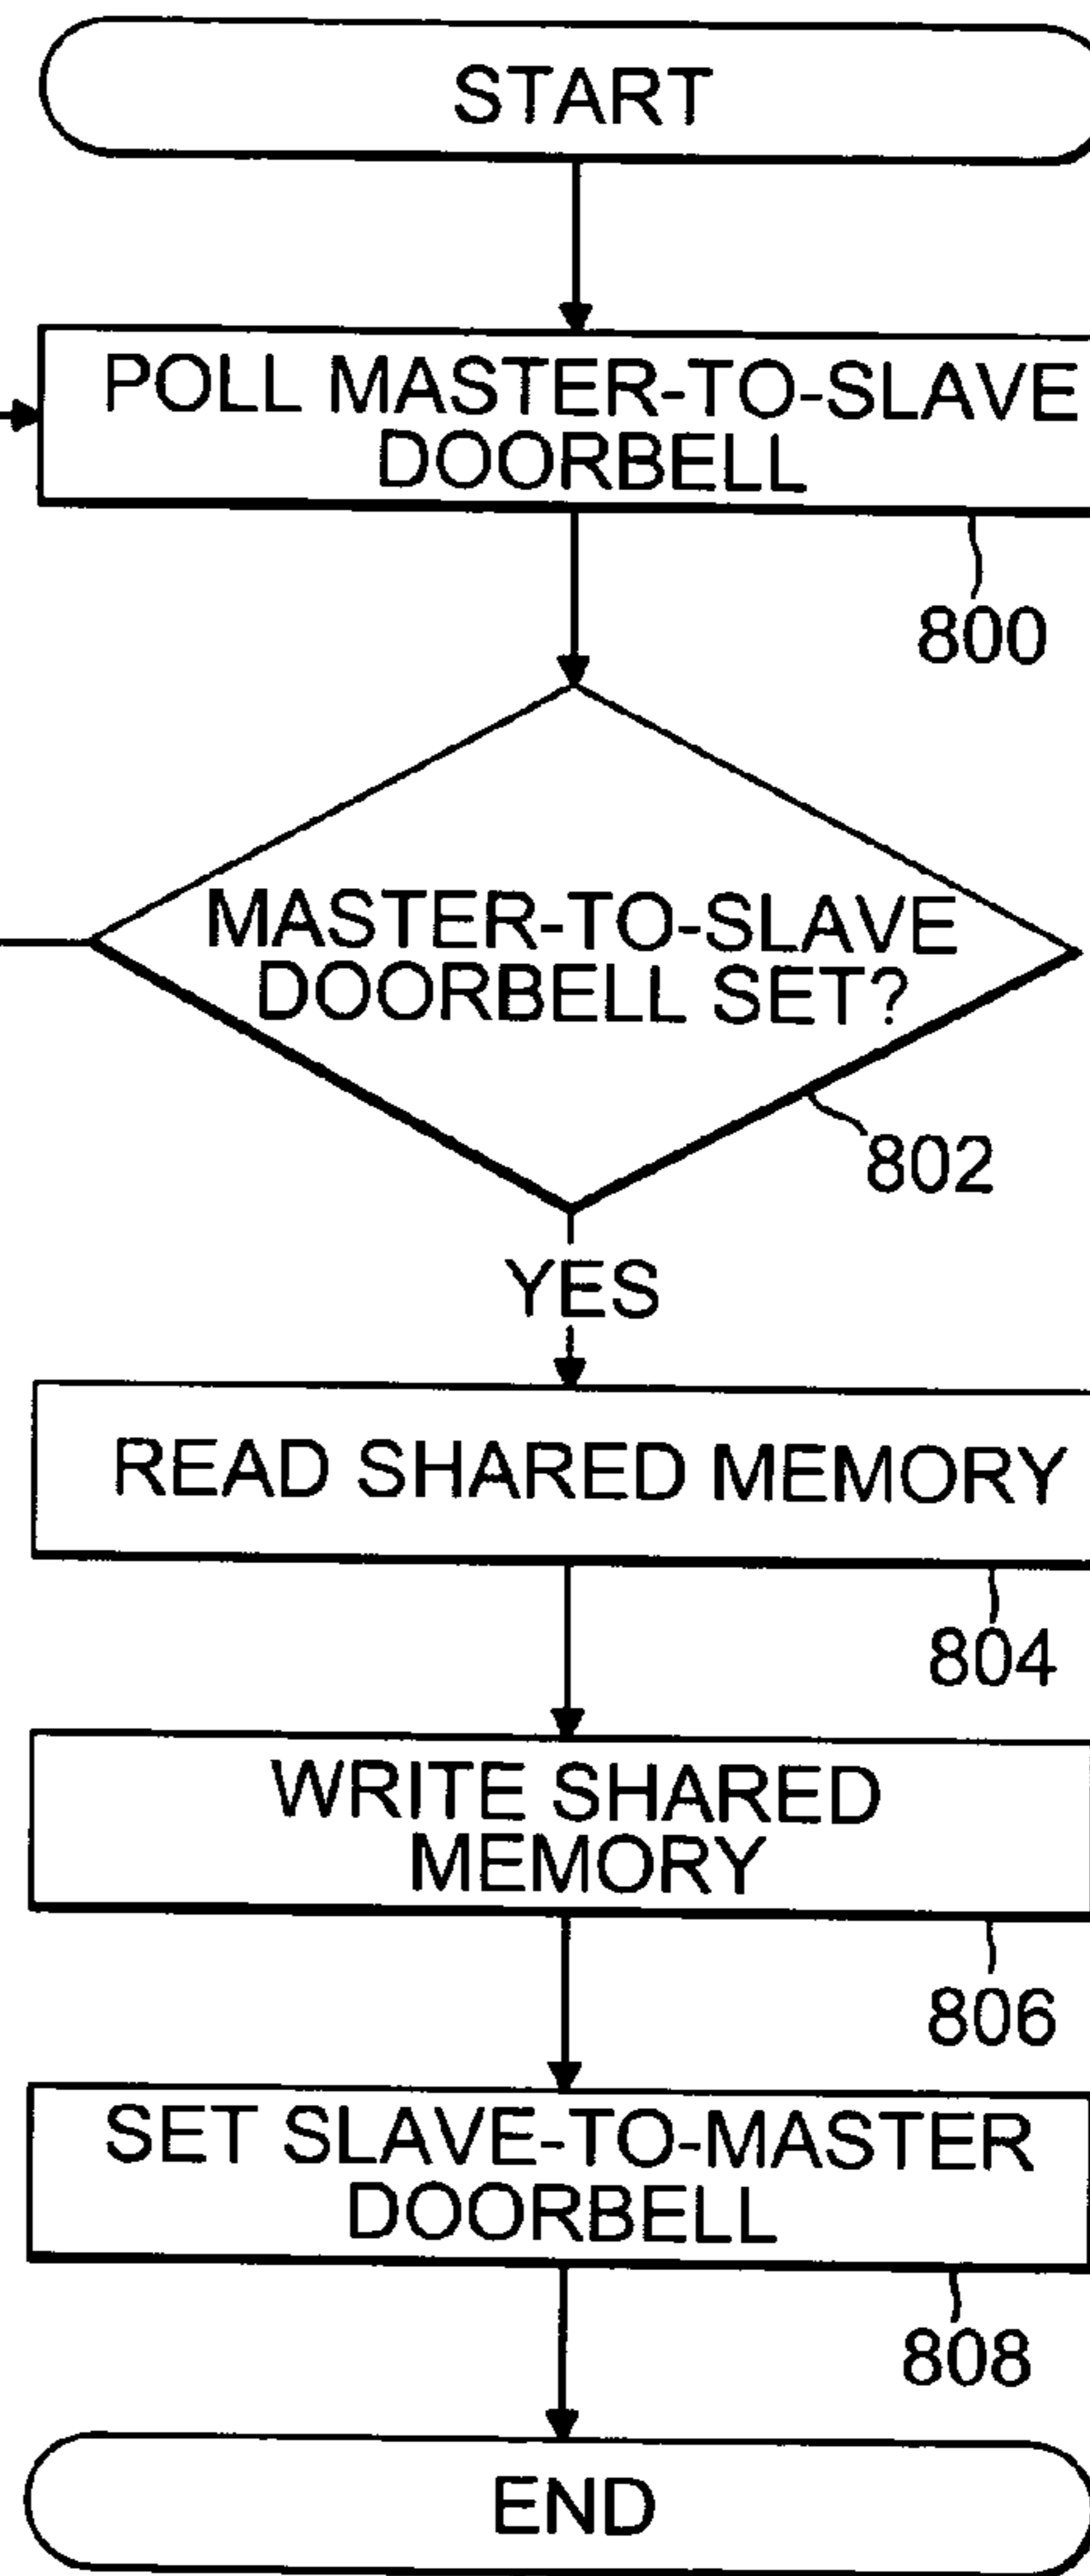 START
POLL MASTER-TO-SLAVE
DOORBELL
800
MASTER-TO-SLAVE
DOORBELL SET?
802
YES
READ SHARED MEMORY
804
WRITE SHARED
MEMORY
806
SET SLAVE-TO-MASTER
DOORBELL
808
END